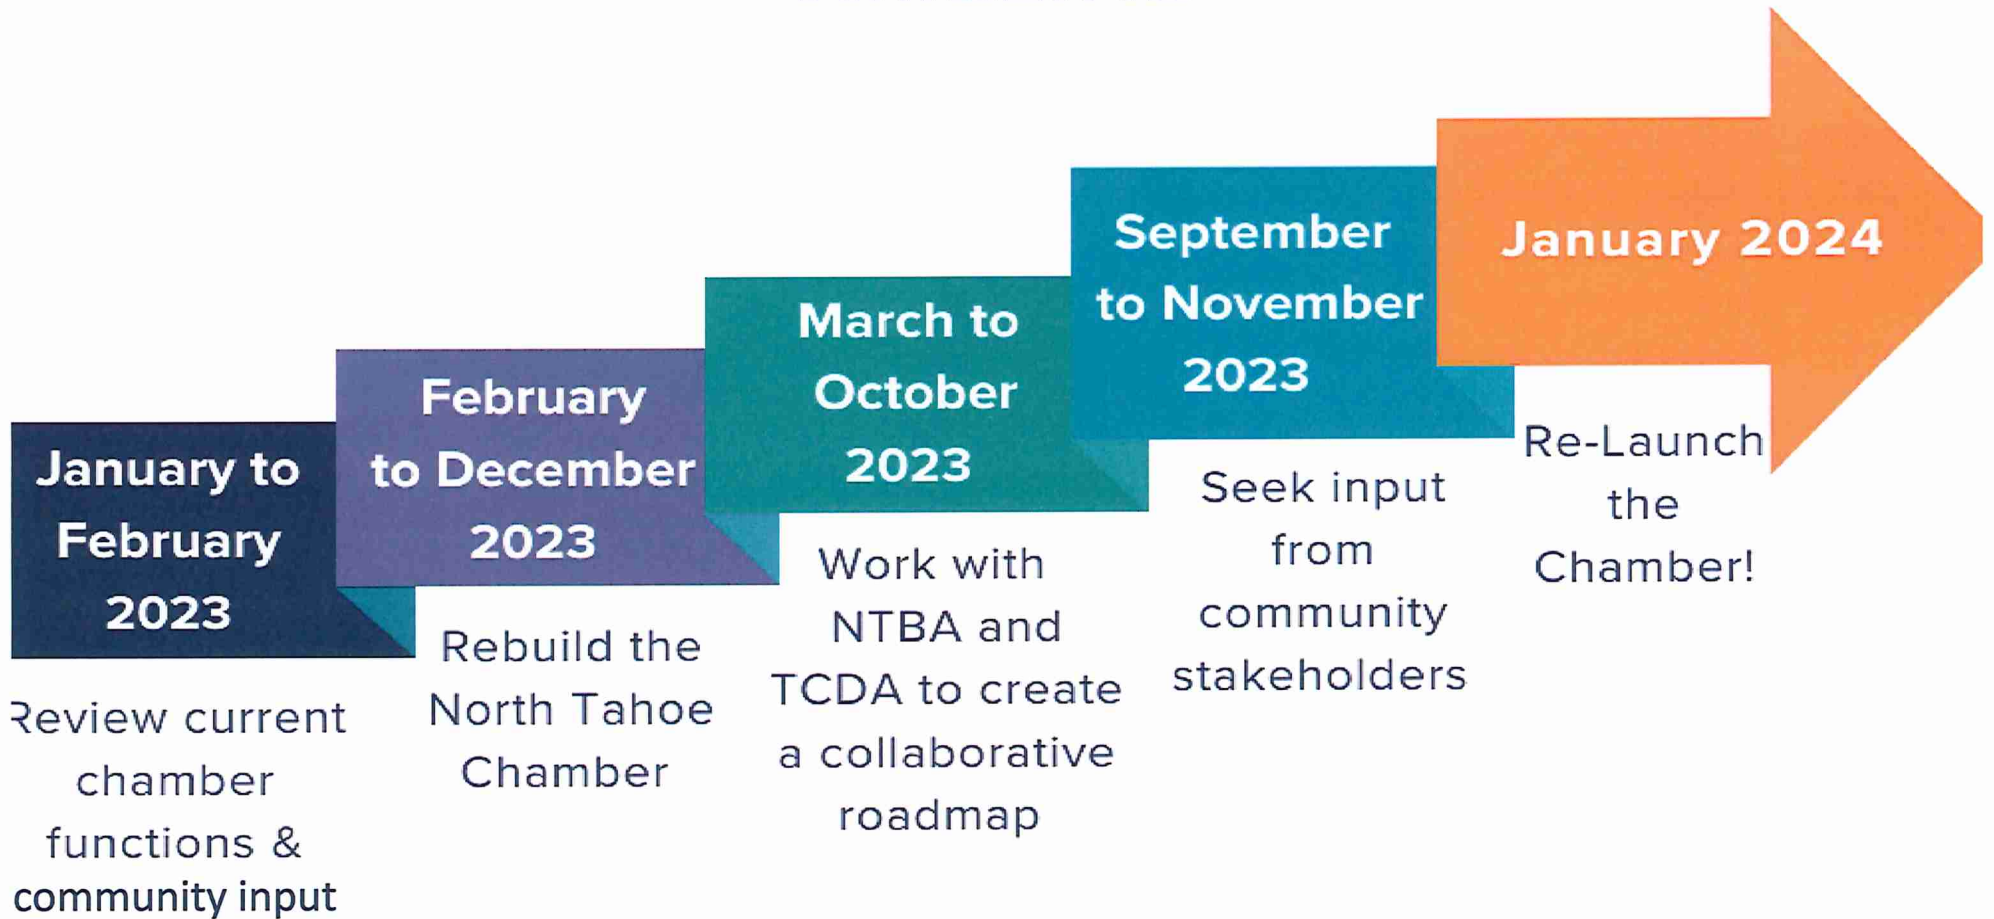 January to
February
2023
Review current
chamber
functions &
community input
February
to December
2023
Rebuild the
North Tahoe
Chamber
March to
October
2023
Work with
NTBA and
TCDA to create
a collaborative
roadmap
September
to November
2023
Seek input
from
community
stakeholders
January 2024
Re-Launch
the
Chamber!